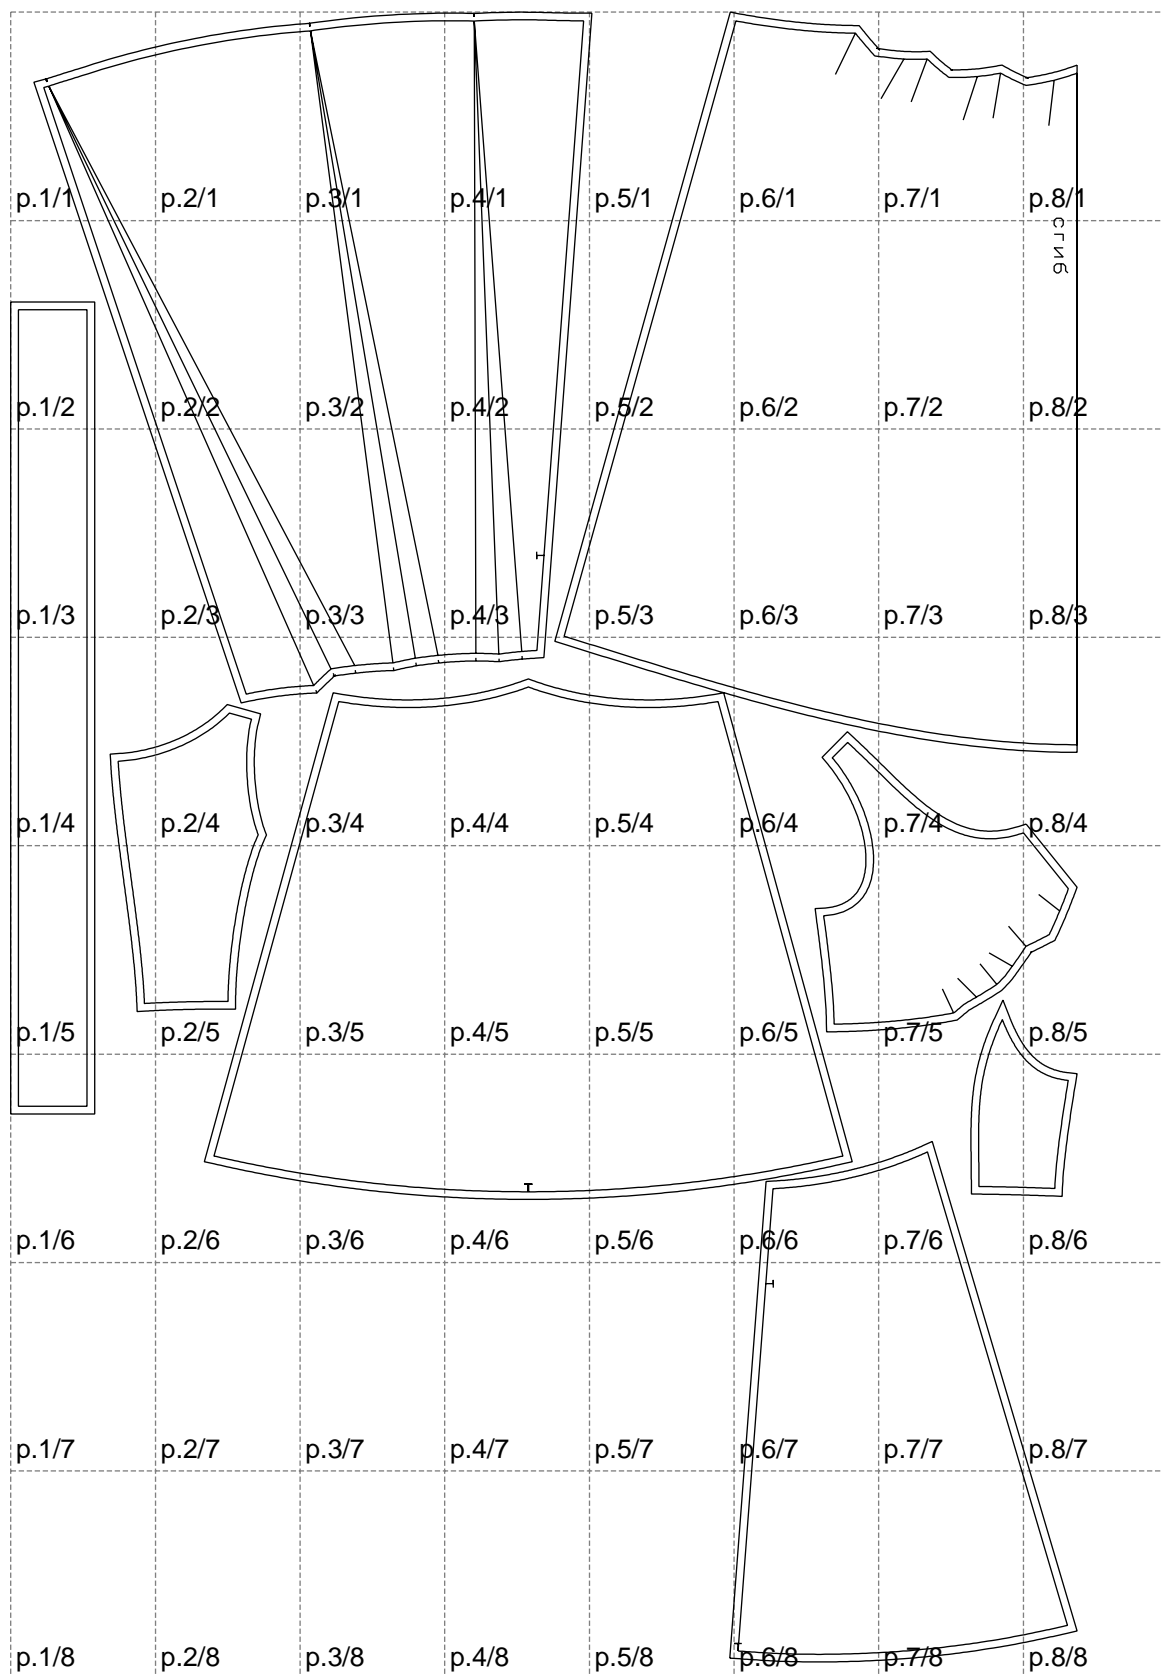 p.1/1 p.2/1 p.3/1 p.4/1 p.5/1 p.6/1 p.7/1 p.8/1
сгиб
p.1/2 p.2/2 p.3/2 p.4/2 p.5/2 p.6/2 p.7/2 p.8/2
p.1/3 p.2/3 p.3/3 p.4/3 p.5/3 p.6/3 p.7/3 p.8/3
p.1/4 p.2/4 p.3/4 p.4/4 p.5/4 p.6/4 p.7/4 p.8/4
p.1/5 p.2/5 p.3/5 p.4/5 p.5/5 p.6/5 p.7/5 p.8/5
p.1/6 p.2/6 p.3/6 p.4/6 p.5/6 p.6/6 p.7/6 p.8/6
p.1/7 p.2/7 p.3/7 p.4/7 p.5/7 p.6/7 p.7/7 p.8/7
p.1/8 p.2/8 p.3/8 p.4/8 p.5/8 p.6/8 p.7/8 p.8/8